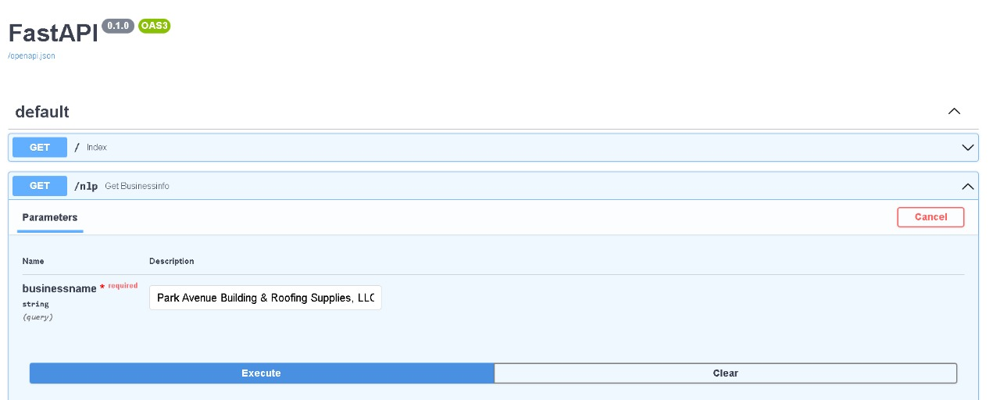 FastAPI 0.1.0 OAS3
/openapi.json
default
GET / Index
GET /nlp Get Businessinfo
Parameters Cancel
Name Description
businessname * required
string
(query)
Park Avenue Building & Roofing Supplies, LLC
Execute Clear